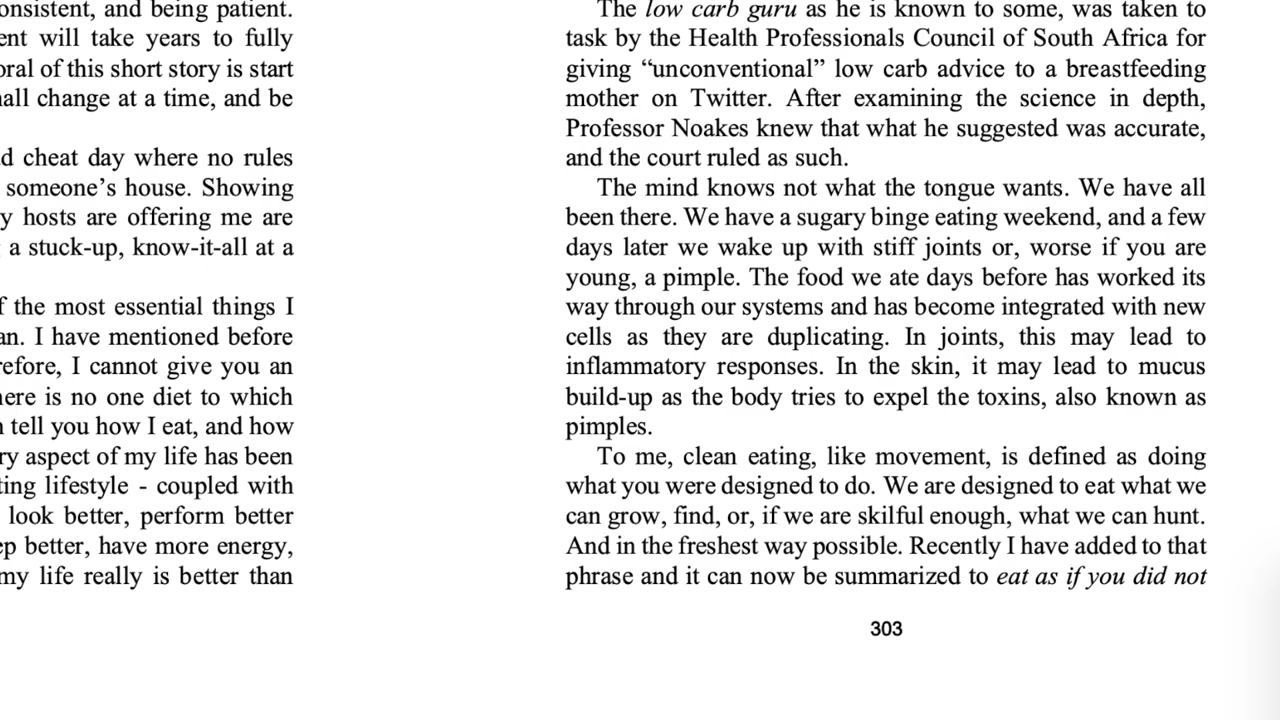 onsistent, and being patient.
ent will take years to fully
oral of this short story is start
nall change at a time, and be
d cheat day where no rules
someone’s house. Showing
y hosts are offering me are
a stuck-up, know-it-all at a
f the most essential things I
an. I have mentioned before
refore, I cannot give you an
here is no one diet to which
n tell you how I eat, and how
ry aspect of my life has been
ting lifestyle - coupled with
look better, perform better
ep better, have more energy,
my life really is better than
The low carb guru as he is known to some, was taken to
task by the Health Professionals Council of South Africa for
giving “unconventional” low carb advice to a breastfeeding
mother on Twitter. After examining the science in depth,
Professor Noakes knew that what he suggested was accurate,
and the court ruled as such.
The mind knows not what the tongue wants. We have all
been there. We have a sugary binge eating weekend, and a few
days later we wake up with stiff joints or, worse if you are
young, a pimple. The food we ate days before has worked its
way through our systems and has become integrated with new
cells as they are duplicating. In joints, this may lead to
inflammatory responses. In the skin, it may lead to mucus
build-up as the body tries to expel the toxins, also known as
pimples.
To me, clean eating, like movement, is defined as doing
what you were designed to do. We are designed to eat what we
can grow, find, or, if we are skilful enough, what we can hunt.
And in the freshest way possible. Recently I have added to that
phrase and it can now be summarized to eat as if you did not
303